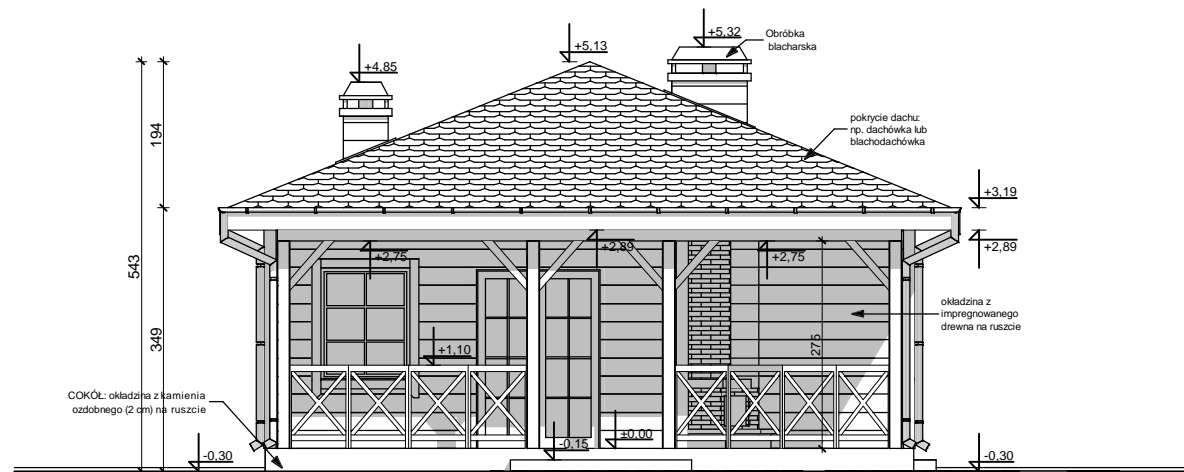 +5,32
Obróbka
blacharska
+5,13
+4,85
pokrycie dachu:
np. dachówka lub
blachodachówka
194
+3,19
+2,89
+2,75
+2,89
+2,75
543
349
275
okładzina z
impregnowanego
drewna na ruszcie
+1,10
COKÓŁ: okładzina z kamienia
ozdobnego (2 cm) na ruszcie
±0,00
-0,15
-0,30
-0,30